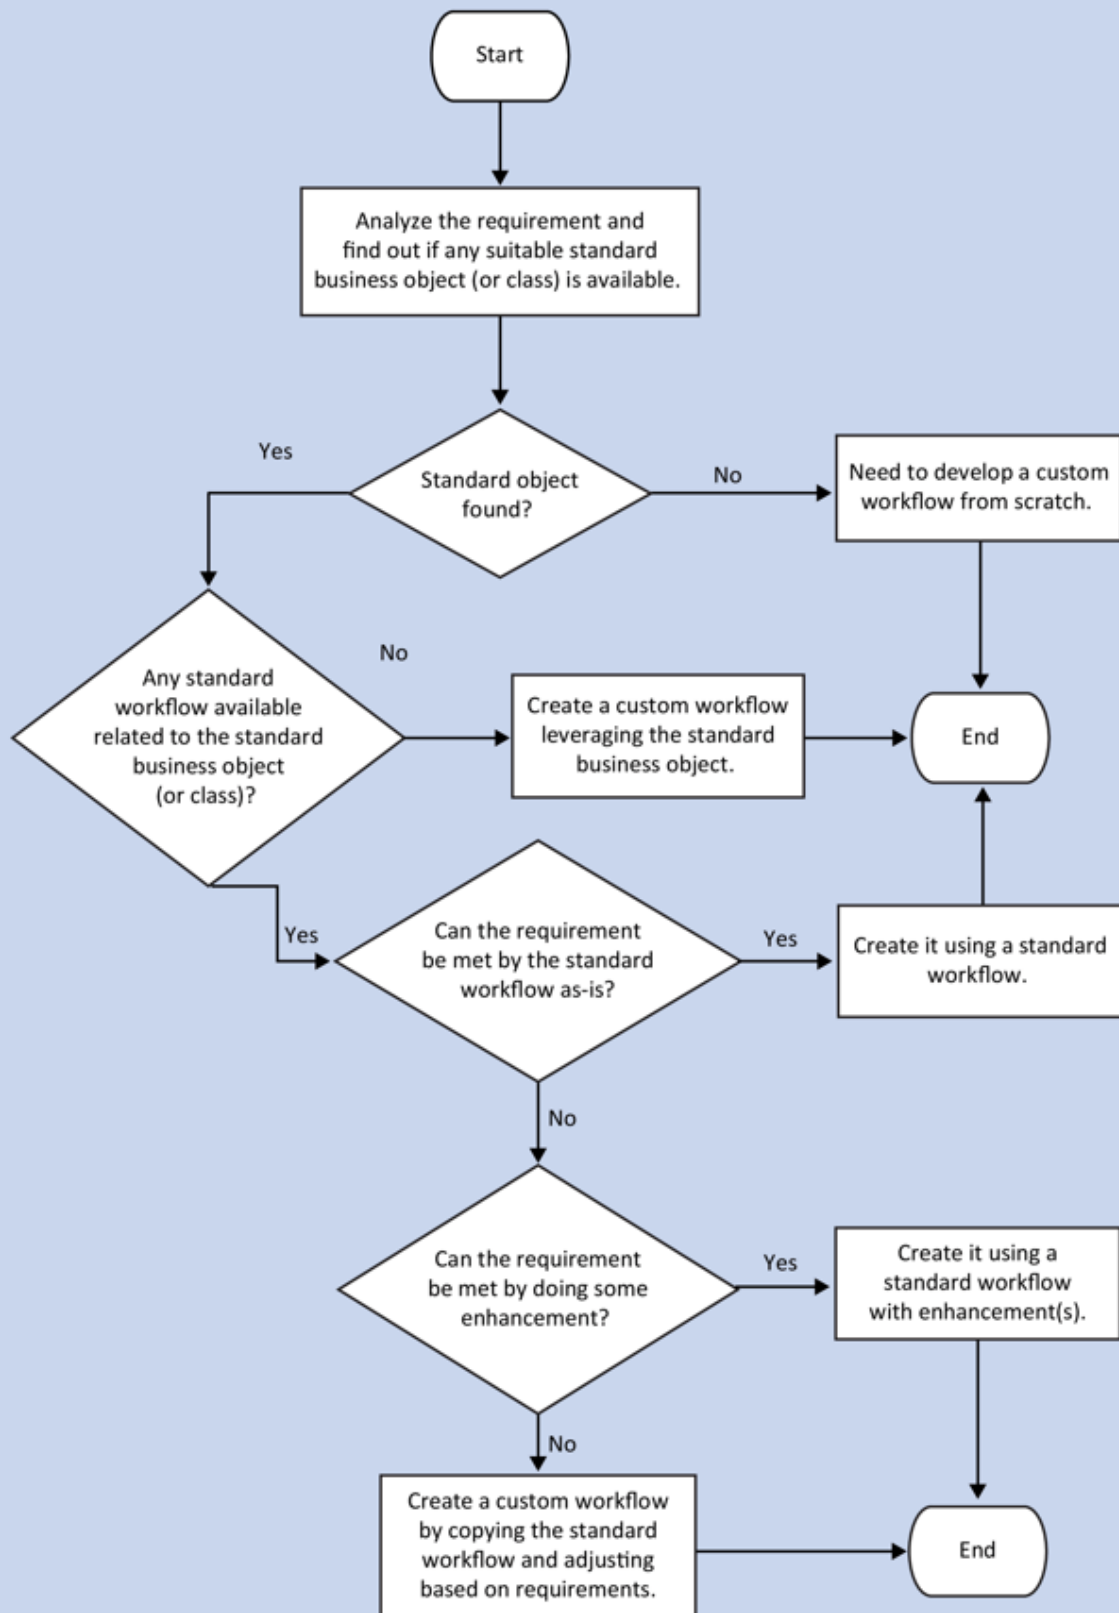 Start
Analyze the requirement and
find out if any suitable standard
business object (or class) is available.
Yes
Standard object
found?
No
Need to develop a custom
workflow from scratch.
Any standard
workflow available
related to the standard
business object
(or class)?
No
Create a custom workflow
leveraging the standard
business object.
End
Yes
Can the requirement
be met by the standard
workflow as-is?
Yes
Create it using a standard
workflow.
No
Can the requirement
be met by doing some
enhancement?
Yes
Create it using a
standard workflow
with enhancement(s).
No
Create a custom workflow
by copying the standard
workflow and adjusting
based on requirements.
End